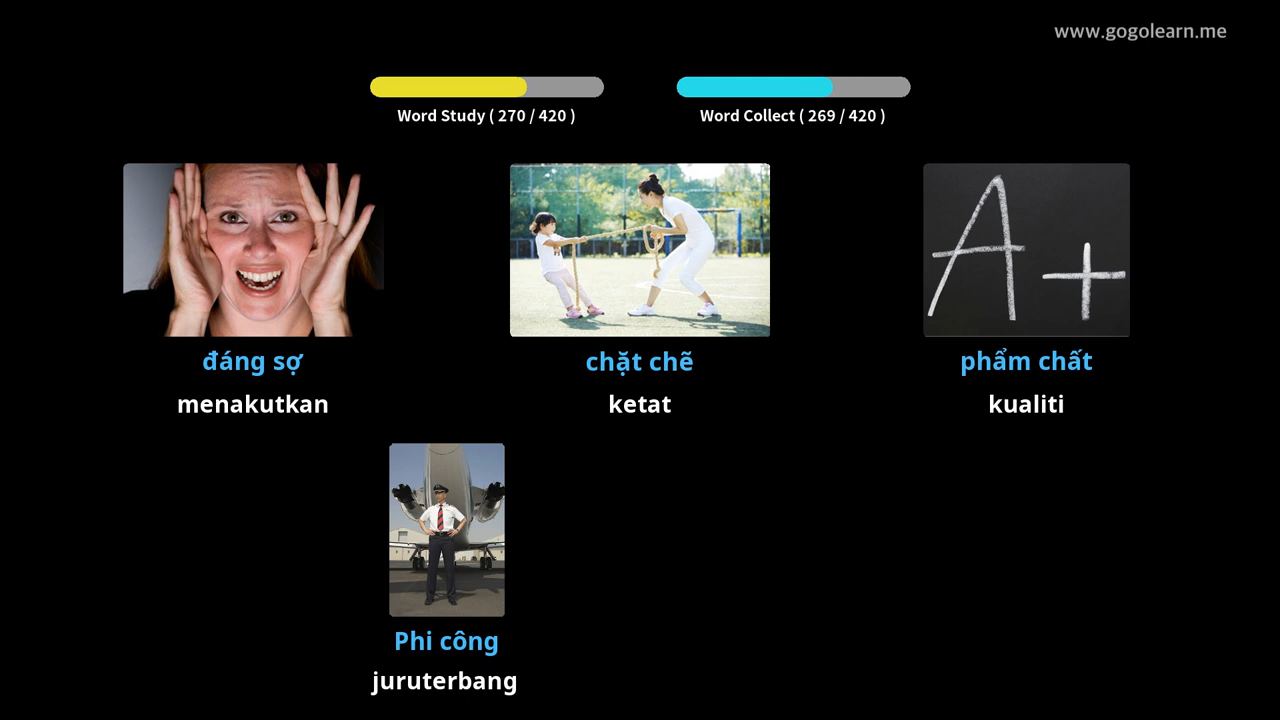 www.gogolearn.me
Word Study ( 270 / 420 )
Word Collect ( 269 / 420 )
A+
đáng sợ
chặt chẽ
phẩm chất
menakutkan
ketat
kualiti
Phi công
juruterbang